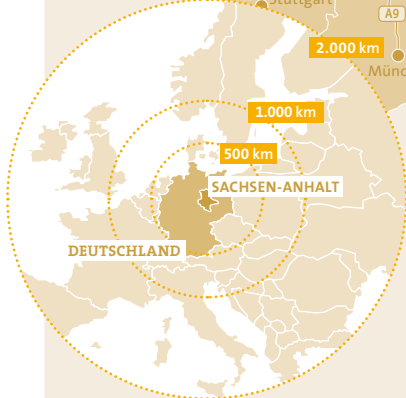 Stuttgart
A9
2.000 km
Münc
1.000 km
500 km
SACHSEN-ANHALT
DEUTSCHLAND